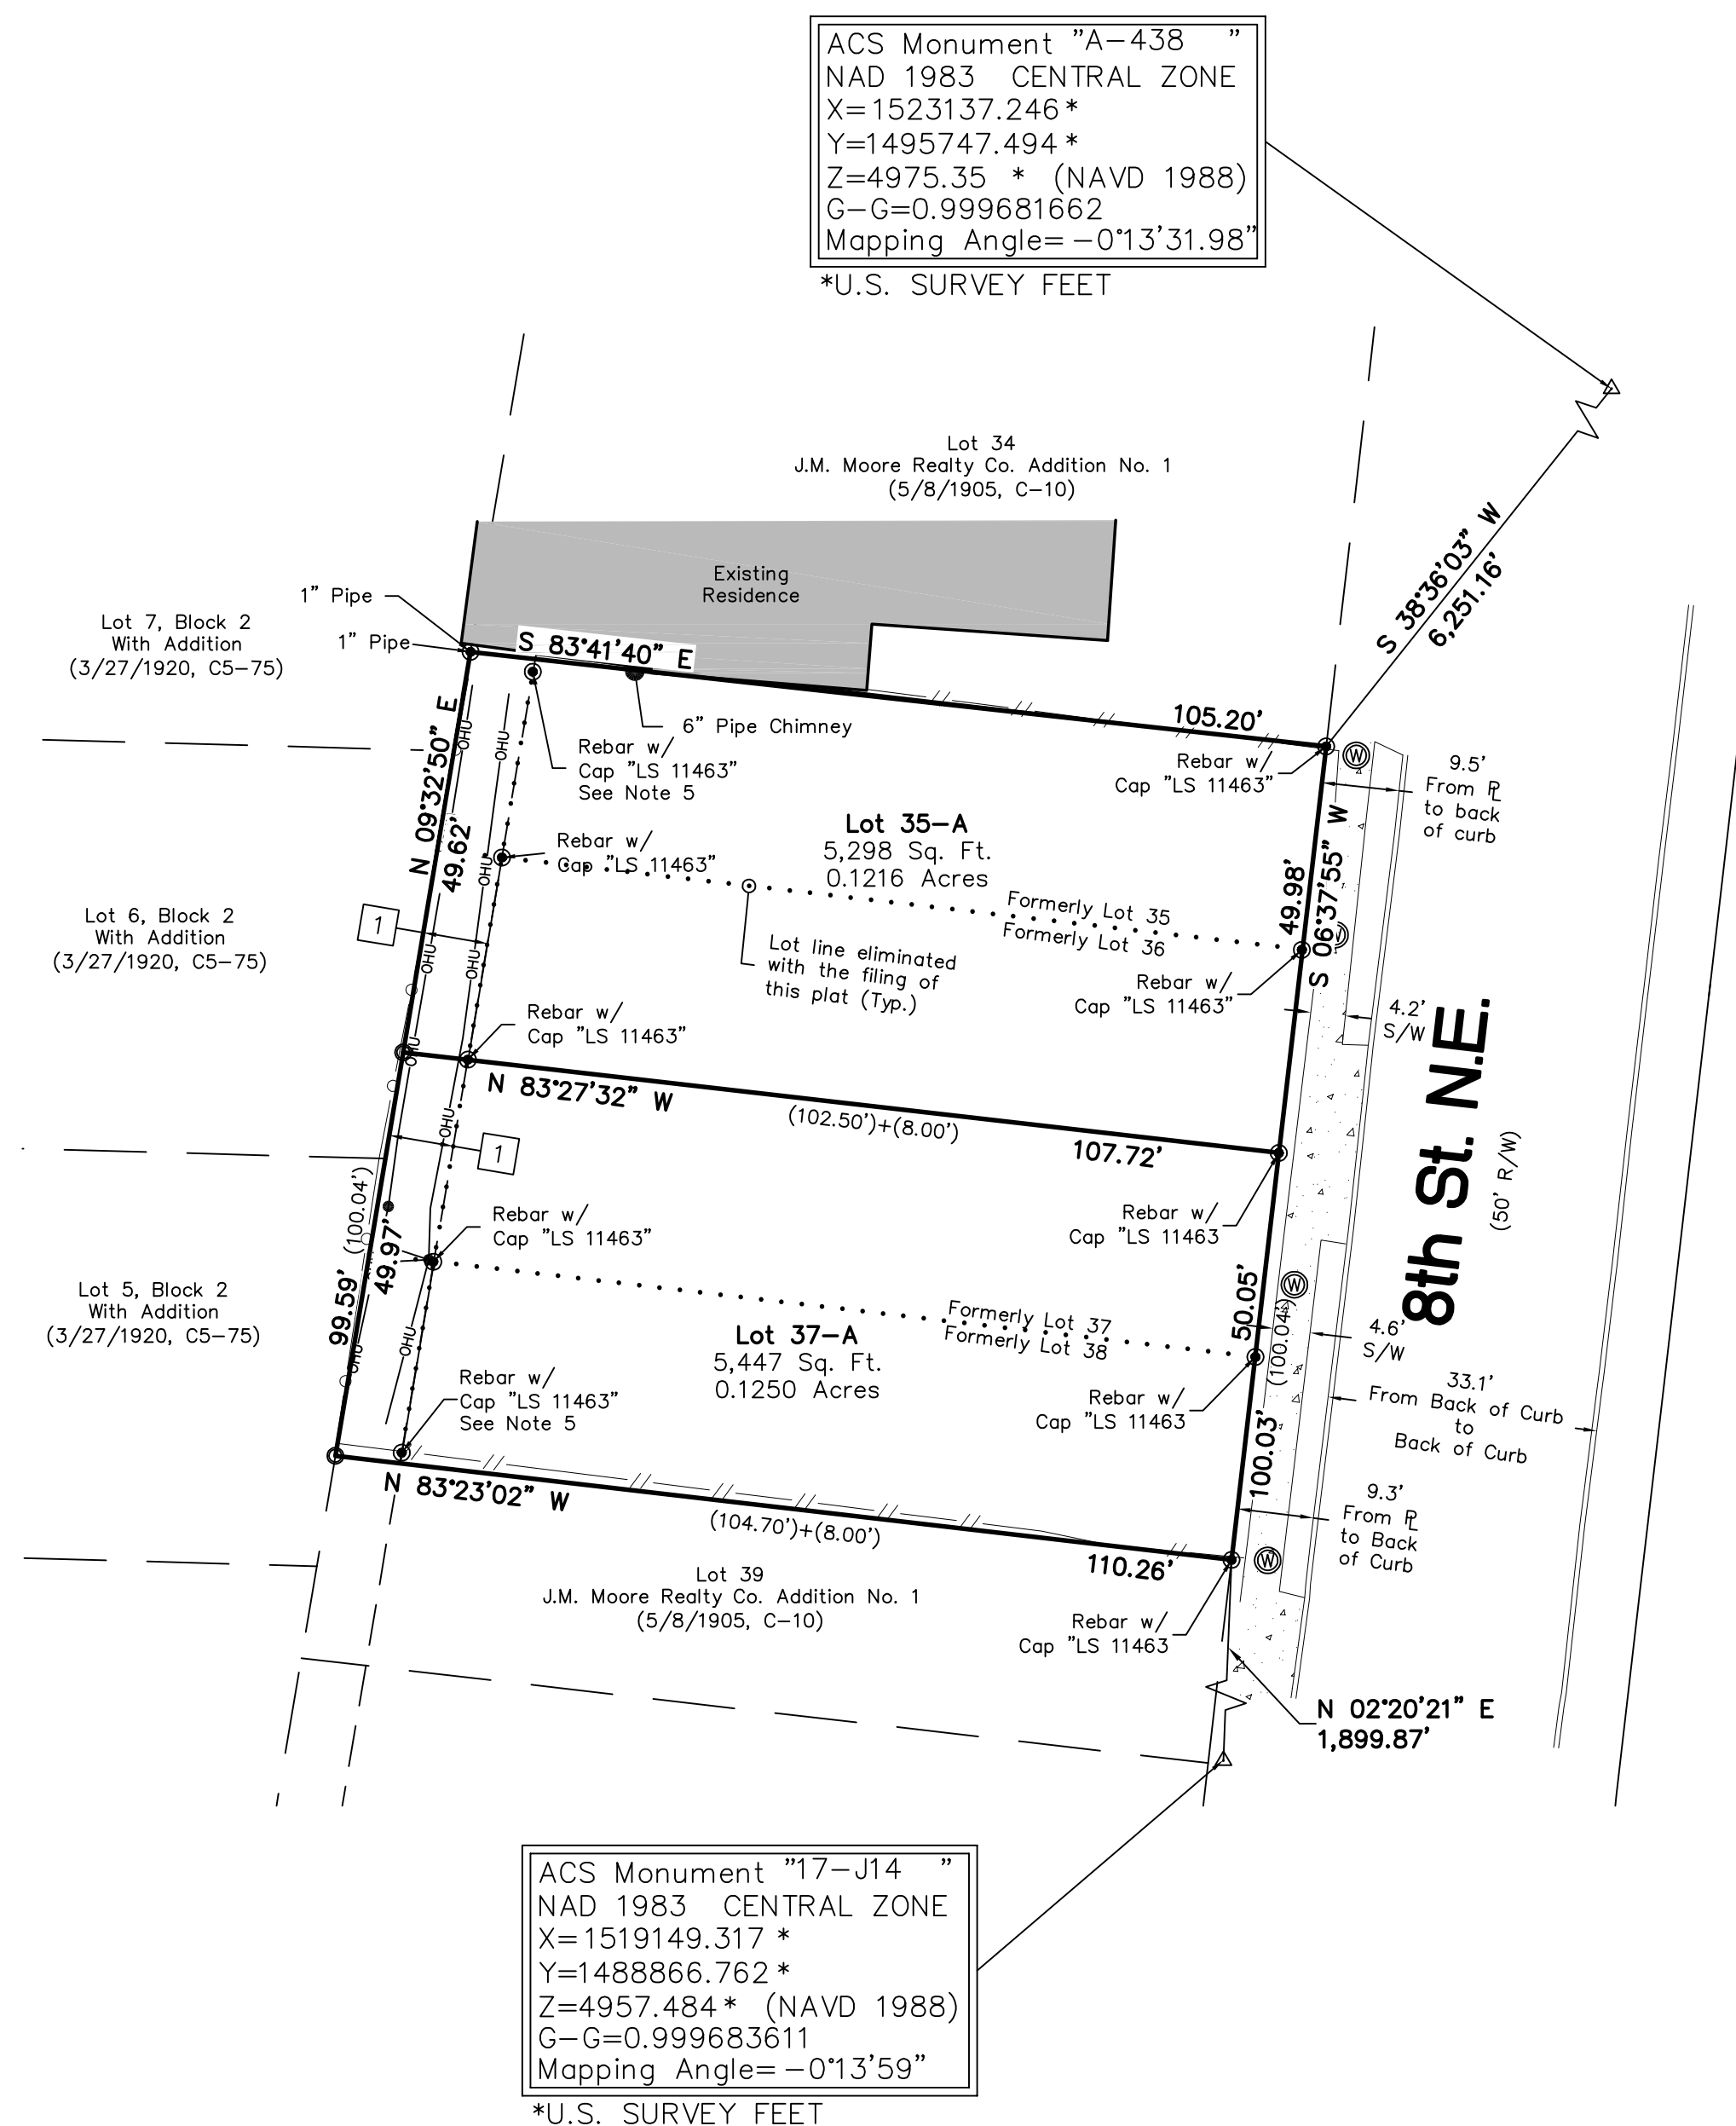 ACS Monument "A-438 "
NAD 1983 CENTRAL ZONE
X=1523137.246*
Y=1495747.494*
Z=4975.35 * (NAVD 1988)
G-G=0.999681662
Mapping Angle= -0°13'31.98"
*U.S. SURVEY FEET
Lot 34
J.M. Moore Realty Co. Addition No. 1
(5/8/1905, C-10)
S 38°36'03" W
6,251.16'
Existing
Residence
1" Pipe
1" Pipe
Lot 7, Block 2
With Addition
(3/27/1920, C5-75)
S 83°41'40" E
105.20'
6" Pipe Chimney
Rebar w/
Cap "LS 11463"
See Note 5
Rebar w/
Cap "LS 11463"
9.5'
From PL
to back
of curb
N 09°32'50" E
49.62'
OHU
OHU
OHU
OHU
OHU
OHU
OHU
OHU
OHU
Rebar w/
Cap "LS 11463"
Lot 35-A
5,298 Sq. Ft.
0.1216 Acres
Formerly Lot 35
Formerly Lot 36
49.98'
S 06°37'55" W
W
W
Lot 6, Block 2
With Addition
(3/27/1920, C5-75)
1
Lot line eliminated
with the filing of
this plat (Typ.)
Rebar w/
Cap "LS 11463"
Rebar w/
Cap "LS 11463"
4.2'
S/W
8th St. N.E.
(50' R/W)
N 83°27'32" W
(102.50')+(8.00')
107.72'
1
(100.04')
49.97'
99.59'
Rebar w/
Cap "LS 11463"
Rebar w/
Cap "LS 11463
Lot 5, Block 2
With Addition
(3/27/1920, C5-75)
Formerly Lot 37
Formerly Lot 38
Lot 37-A
5,447 Sq. Ft.
0.1250 Acres
50.05'
(100.04')
W
4.6'
S/W
Rebar w/
Cap "LS 11463"
See Note 5
Rebar w/
Cap "LS 11463
33.1'
From Back of Curb
to
Back of Curb
100.03'
N 83°23'02" W
(104.70')+(8.00')
110.26'
W
9.3'
From PL
to Back
of Curb
Lot 39
J.M. Moore Realty Co. Addition No. 1
(5/8/1905, C-10)
Rebar w/
Cap "LS 11463
N 02°20'21" E
1,899.87'
ACS Monument "17-J14 "
NAD 1983 CENTRAL ZONE
X=1519149.317 *
Y=1488866.762 *
Z=4957.484* (NAVD 1988)
G-G=0.999683611
Mapping Angle= -0°13'59"
*U.S. SURVEY FEET